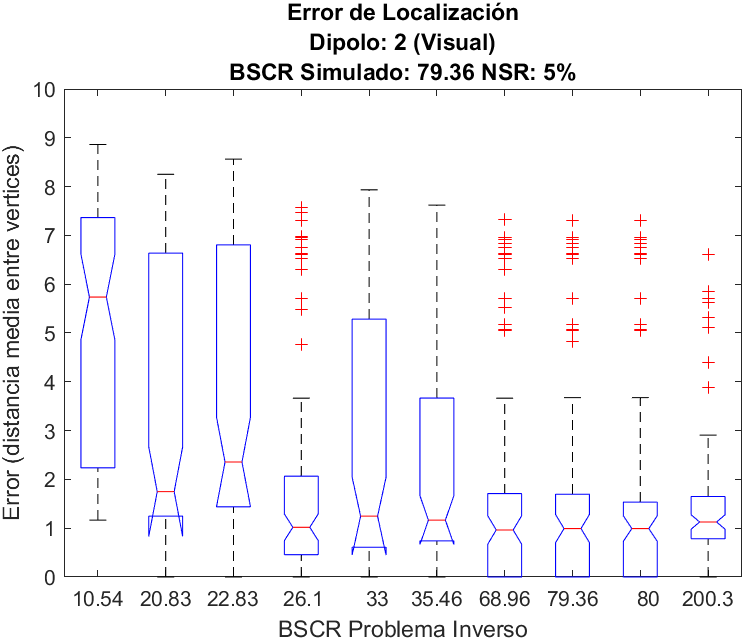 Error de Localización
Dipolo: 2 (Visual)
BSCR Simulado: 79.36 NSR: 5%
10
9
8
7
6
5
4
3
2
1
0
Error (distancia media entre vertices)
10.54 20.83 22.83 26.1 33 35.46 68.96 79.36 80 200.3
BSCR Problema Inverso